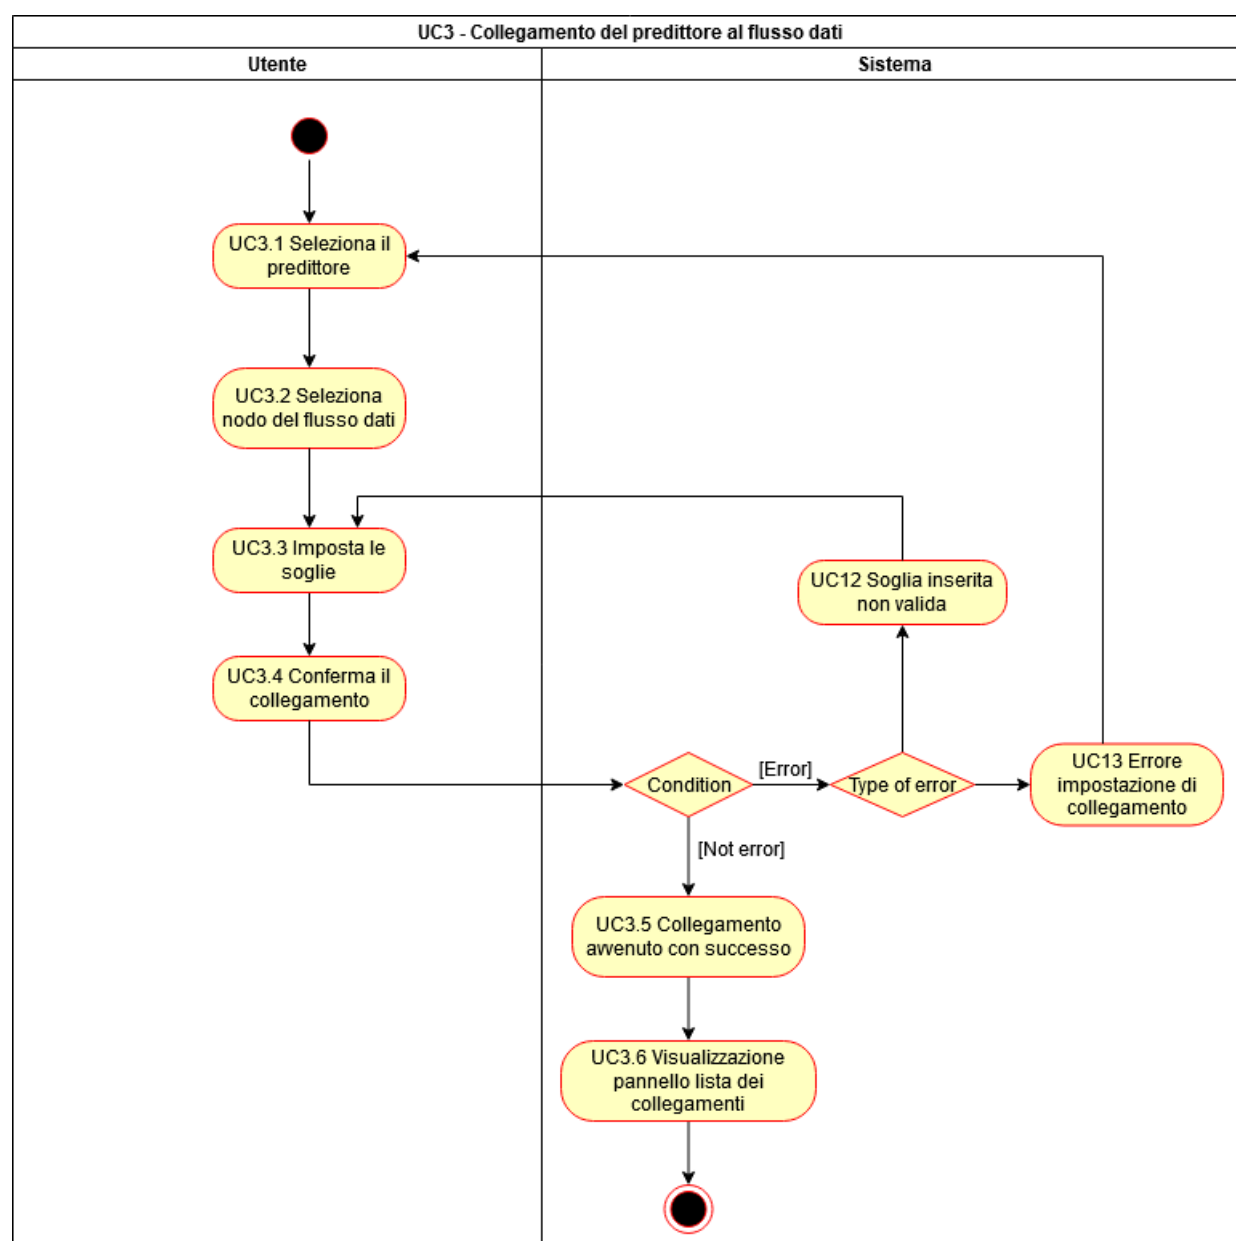 UC3 - Collegamento del predittore al flusso dati
Utente
Sistema
UC3.1 Seleziona il
predittore
UC3.2 Seleziona
nodo del flusso dati
UC3.3 Imposta le
soglie
UC12 Soglia inserita
non valida
UC3.4 Conferma il
collegamento
Condition
[Error]
Type of error
UC13 Errore
impostazione di
collegamento
[Not error]
UC3.5 Collegamento
avvenuto con successo
UC3.6 Visualizzazione
pannello lista dei
collegamenti